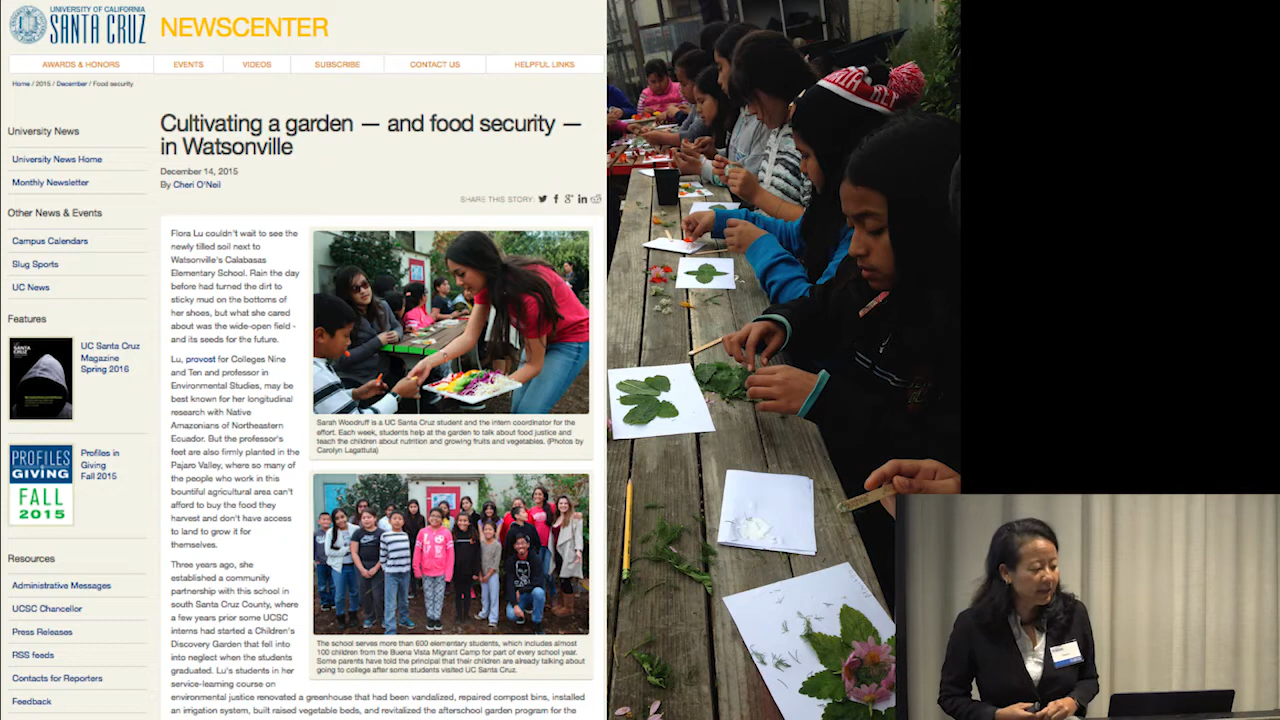 UNIVERSITY OF CALIFORNIA
SANTA CRUZ
NEWSCENTER
AWARDS & HONORS
EVENTS
VIDEOS
SUBSCRIBE
CONTACT US
HELPFUL LINKS
Home / 2015 / December / Food security
University News
University News Home
Monthly Newsletter
Other News & Events
Campus Calendars
Slug Sports
UC News
Features
UC Santa Cruz
Magazine
Spring 2016
PROFILES
IN
GIVING
FALL
2015
Profiles in
Giving
Fall 2015
Resources
Administrative Messages
UCSC Chancellor
Press Releases
RSS feeds
Contacts for Reporters
Feedback
Cultivating a garden — and food security —
in Watsonville
December 14, 2015
By Cheri O'Neil
SHARE THIS STORY:
Flora Lu couldn't wait to see the
newly tilled soil next to
Watsonville's Calabasas
Elementary School. Rain the day
before had turned the dirt to
sticky mud on the bottoms of
her shoes, but what she cared
about was the wide-open field -
and its seeds for the future.
Lu, provost for Colleges Nine
and Ten and professor in
Environmental Studies, may be
best known for her longitudinal
research with Native
Amazonians of Northeastern
Ecuador. But the professor's
feet are also firmly planted in the
Pajaro Valley, where so many of
the people who work in this
bountiful agricultural area can't
afford to buy the food they
harvest and don't have access
to land to grow it for
themselves.
Three years ago, she
established a community
partnership with this school in
south Santa Cruz County, where
a few years prior some UCSC
interns had started a Children's
Discovery Garden that fell into
into neglect when the students
graduated. Lu's students in her
service-learning course on
environmental justice renovated a greenhouse that had been vandalized, repaired compost bins, installed
an irrigation system, built raised vegetable beds, and revitalized the afterschool garden program for the
Sarah Woodruff is a UC Santa Cruz student and the intern coordinator for the
effort. Each week, students help at the garden to talk about food justice and
teach the children about nutrition and growing fruits and vegetables. (Photos by
Carolyn Lagattuta)
The school serves more than 600 elementary students, which includes almost
100 children from the Buena Vista Migrant Camp for part of every school year.
Some parents have told the principal that their children are already talking about
going to college after some students visited UC Santa Cruz.